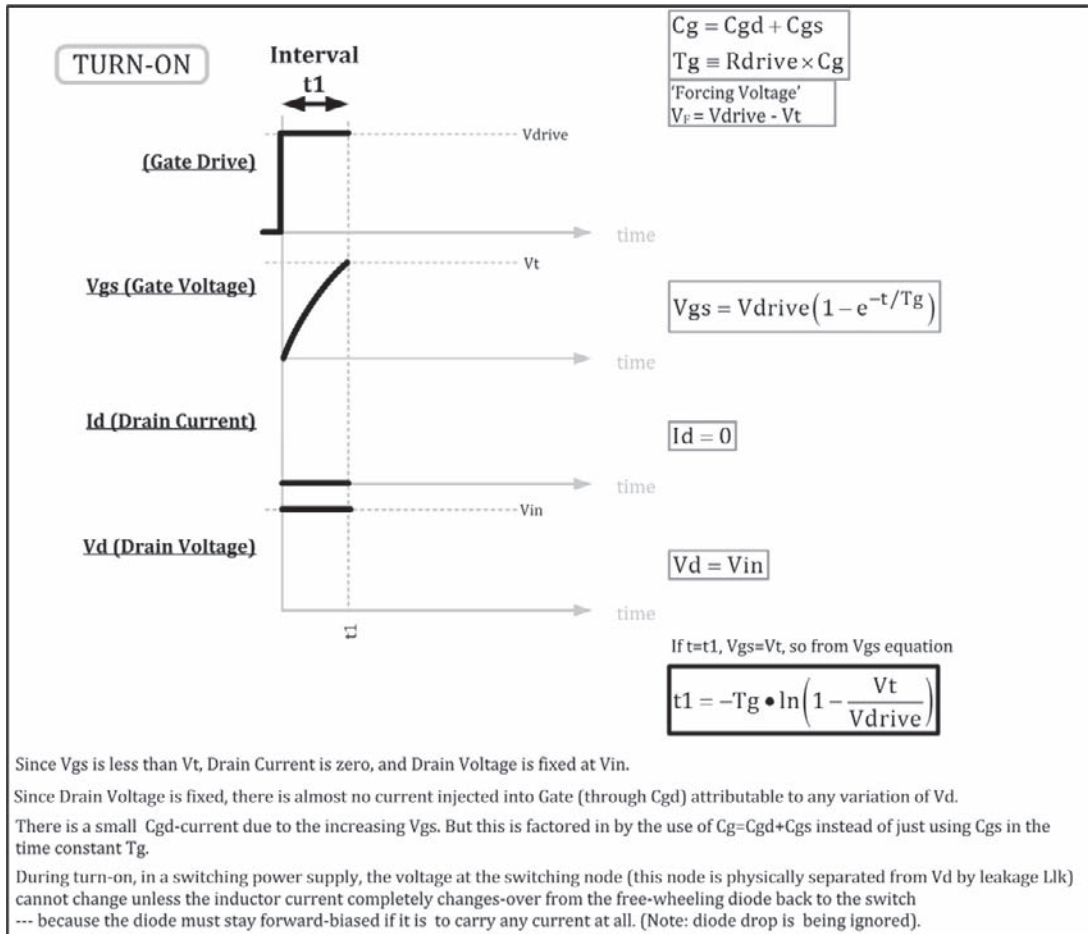 TURN-ON
Interval
t1
Cg = Cgd + Cgs
Tg ≡ Rdrive × Cg
'Forcing Voltage'
VF = Vdrive - Vt
Vdrive
(Gate Drive)
time
Vt
Vgs (Gate Voltage)
Vgs = Vdrive(1 − e^−t/Tg)
time
Id (Drain Current)
Id = 0
time
Vin
Vd (Drain Voltage)
Vd = Vin
time
t1
If t=t1, Vgs=Vt, so from Vgs equation
t1 = −Tg • ln(1 − Vt/Vdrive)
Since Vgs is less than Vt, Drain Current is zero, and Drain Voltage is fixed at Vin.
Since Drain Voltage is fixed, there is almost no current injected into Gate (through Cgd) attributable to any variation of Vd.
There is a small Cgd-current due to the increasing Vgs. But this is factored in by the use of Cg=Cgd+Cgs instead of just using Cgs in the
time constant Tg.
During turn-on, in a switching power supply, the voltage at the switching node (this node is physically separated from Vd by leakage Llk)
cannot change unless the inductor current completely changes-over from the free-wheeling diode back to the switch
--- because the diode must stay forward-biased if it is to carry any current at all. (Note: diode drop is being ignored).